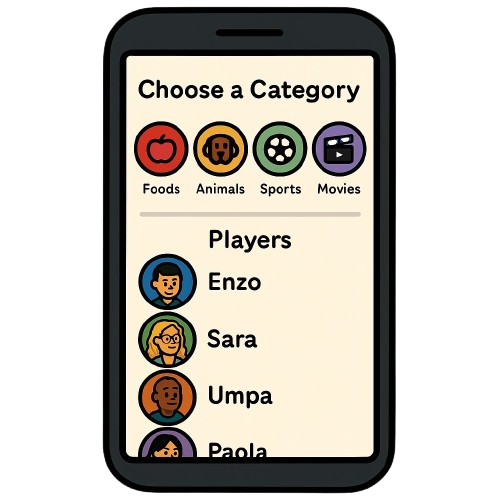 Choose a Category
Foods Animals Sports Movies
Players
Enzo
Sara
Umpa
Paola